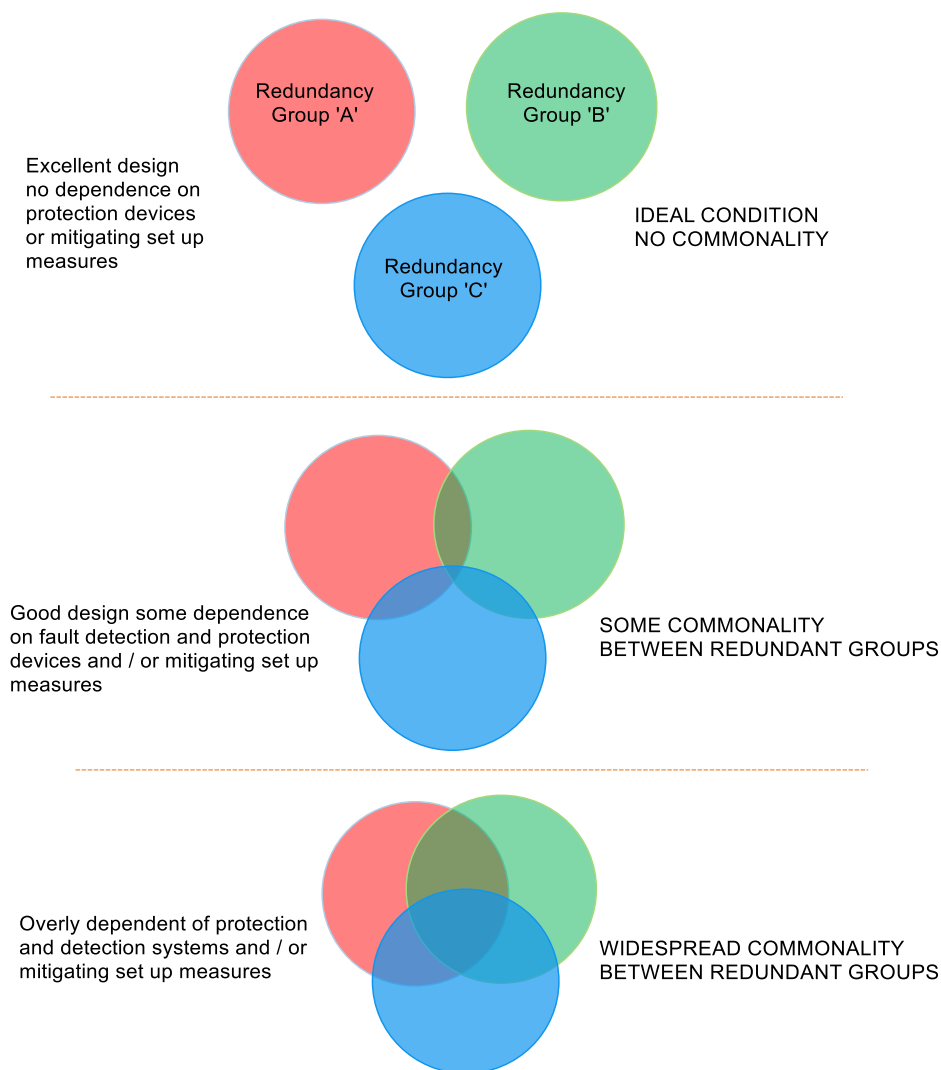 Redundancy
Group 'A'
Redundancy
Group 'B'
Excellent design
no dependence on
protection devices
or mitigating set up
measures
IDEAL CONDITION
NO COMMONALITY
Redundancy
Group 'C'
Good design some dependence
on fault detection and protection
devices and / or mitigating set up
measures
SOME COMMONALITY
BETWEEN REDUNDANT GROUPS
Overly dependent of protection
and detection systems and / or
mitigating set up measures
WIDESPREAD COMMONALITY
BETWEEN REDUNDANT GROUPS